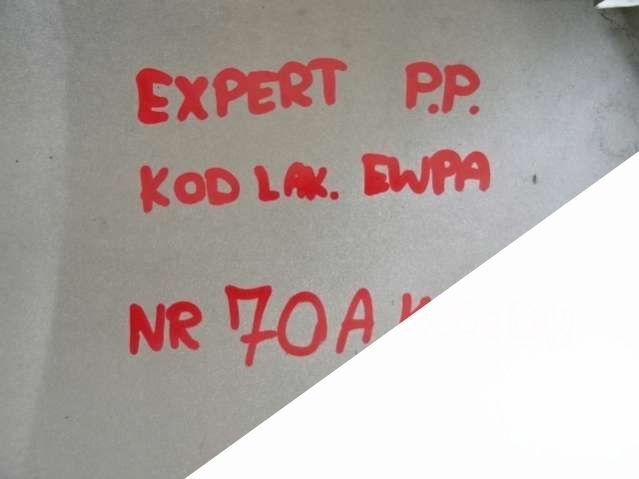 EXPERT P.P.
KOD LAK. EWPA
NR 70A